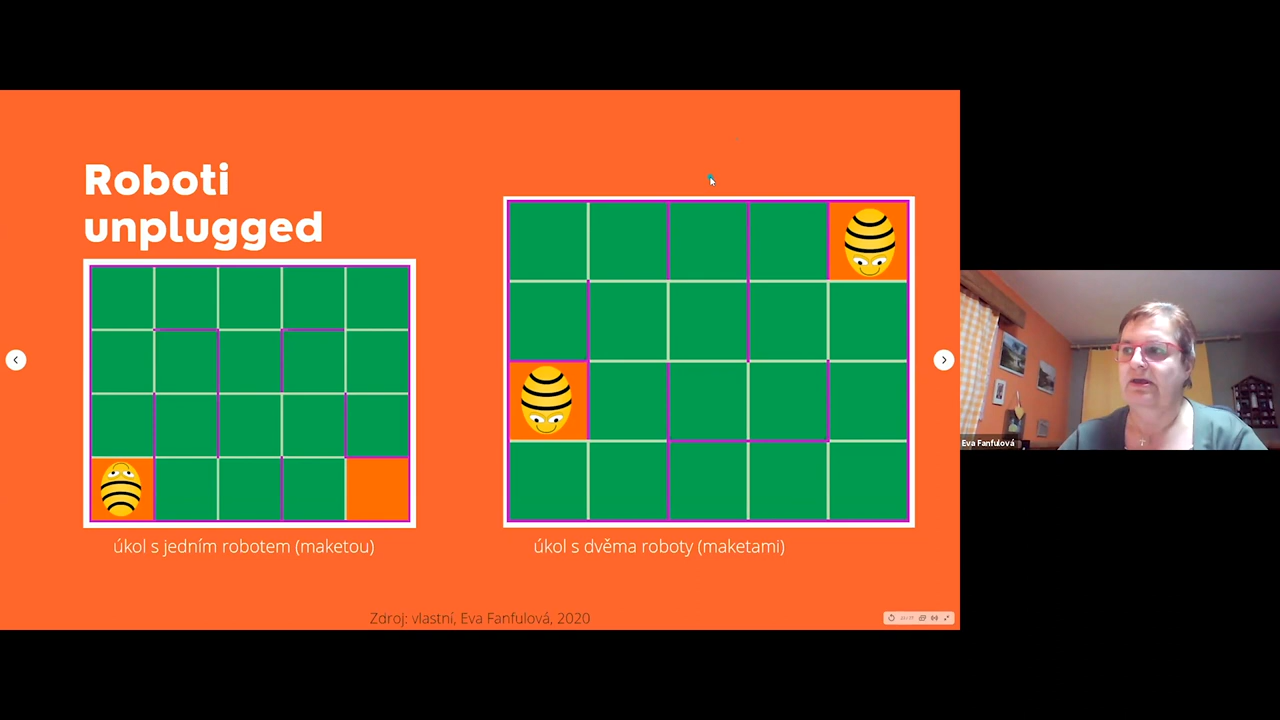 Roboti
unplugged
úkol s jedním robotem (maketou)
úkol s dvěma roboty (maketami)
Zdroj: vlastní, Eva Fanfulová, 2020
Eva Fanfulová